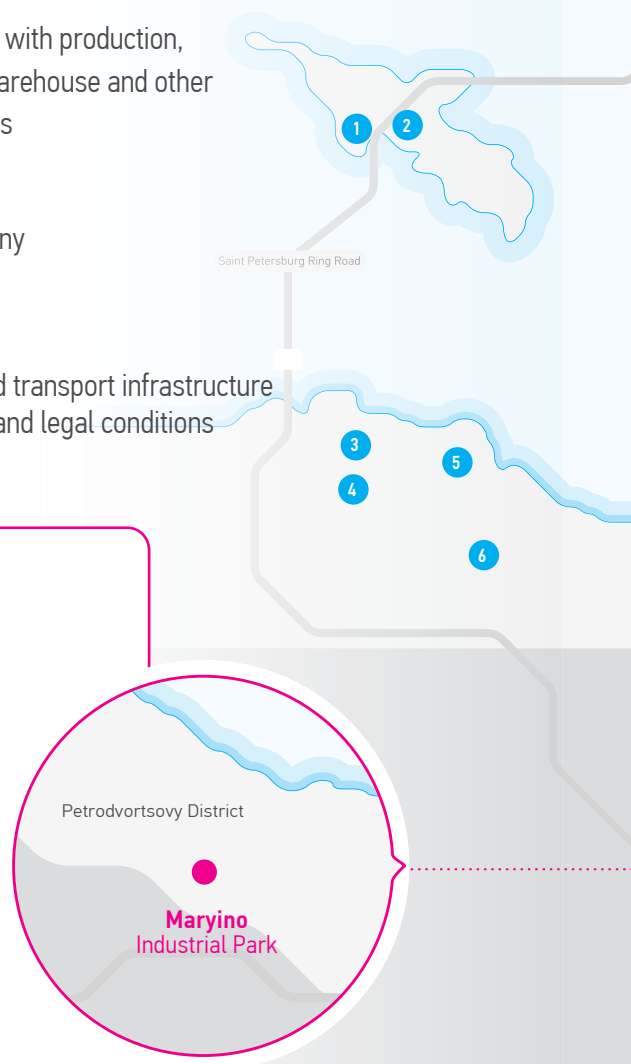 with production,
arehouse and other
s
ny
d transport infrastructure
and legal conditions
1
2
Saint Petersburg Ring Road
3
4
5
6
Petrodvortsovy District
Maryino
Industrial Park